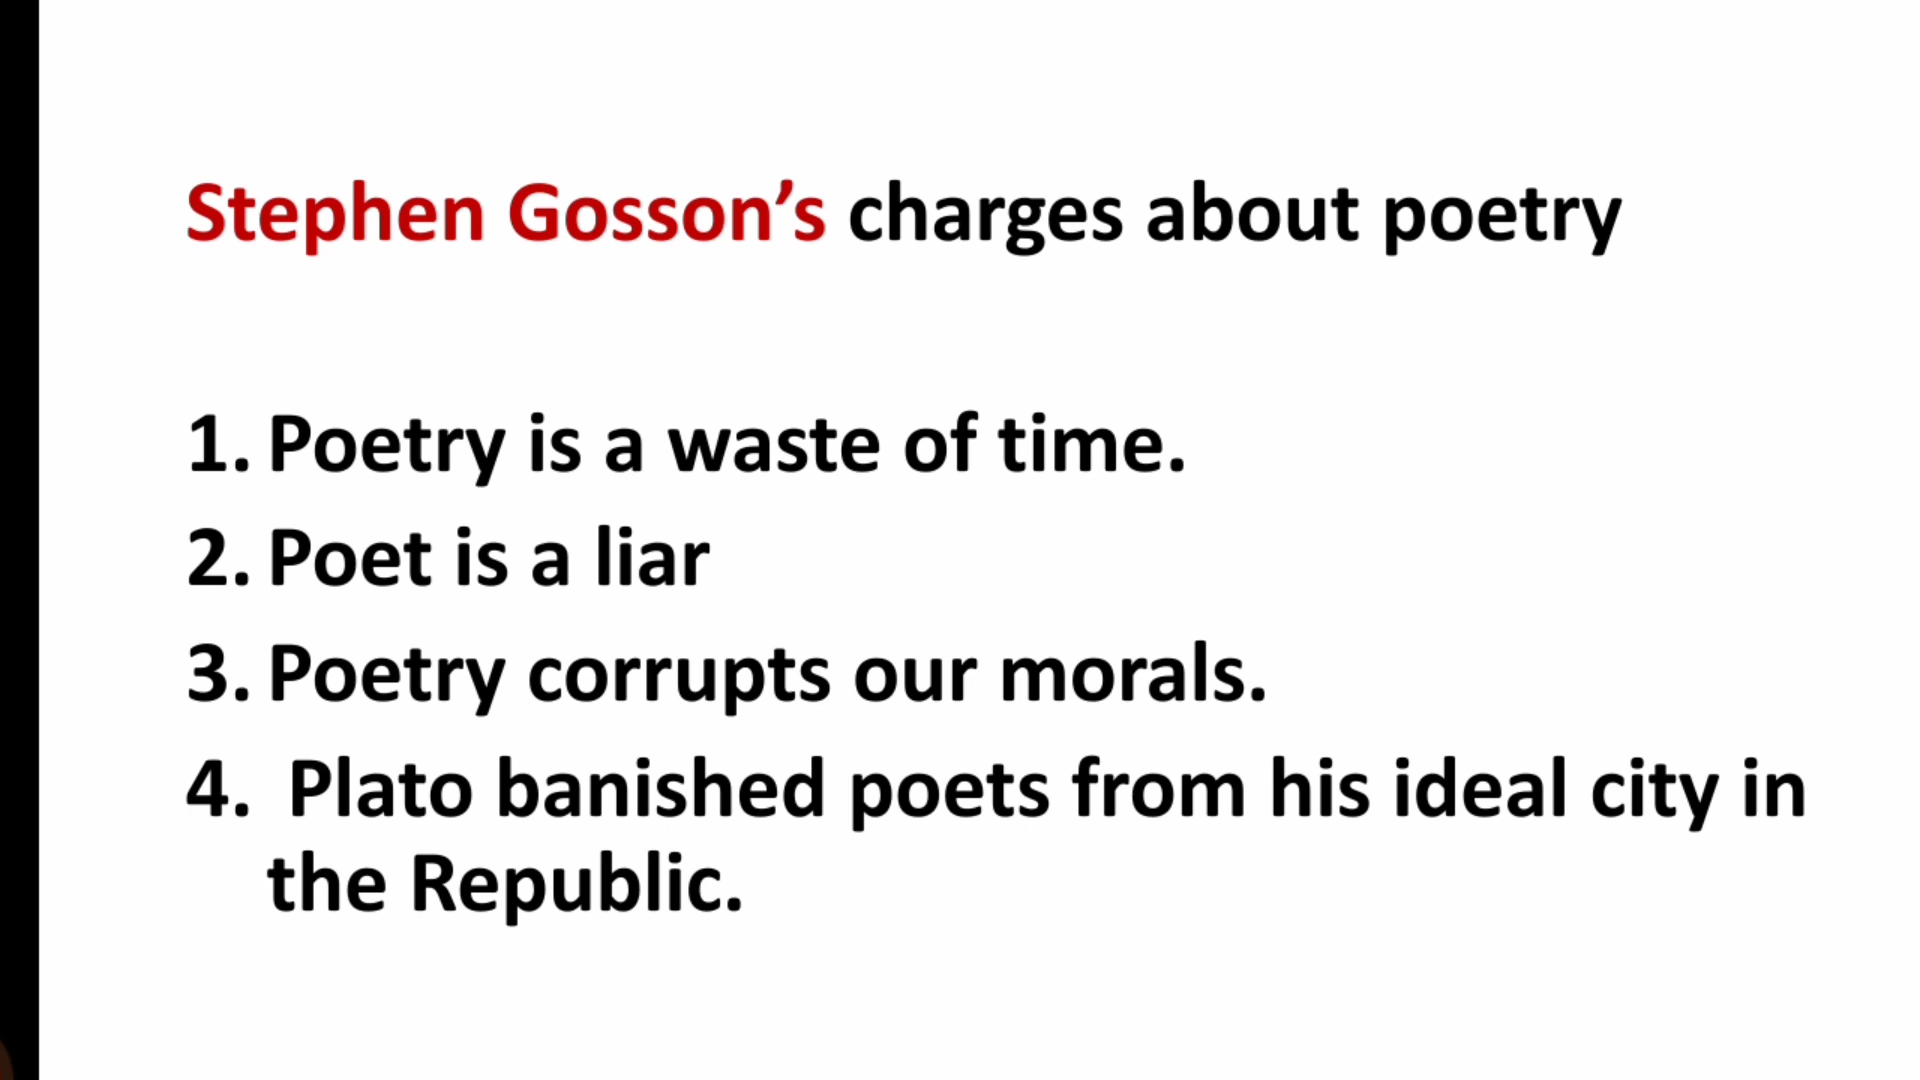 Stephen Gosson’s charges about poetry
1. Poetry is a waste of time.
2. Poet is a liar
3. Poetry corrupts our morals.
4. Plato banished poets from his ideal city in
the Republic.